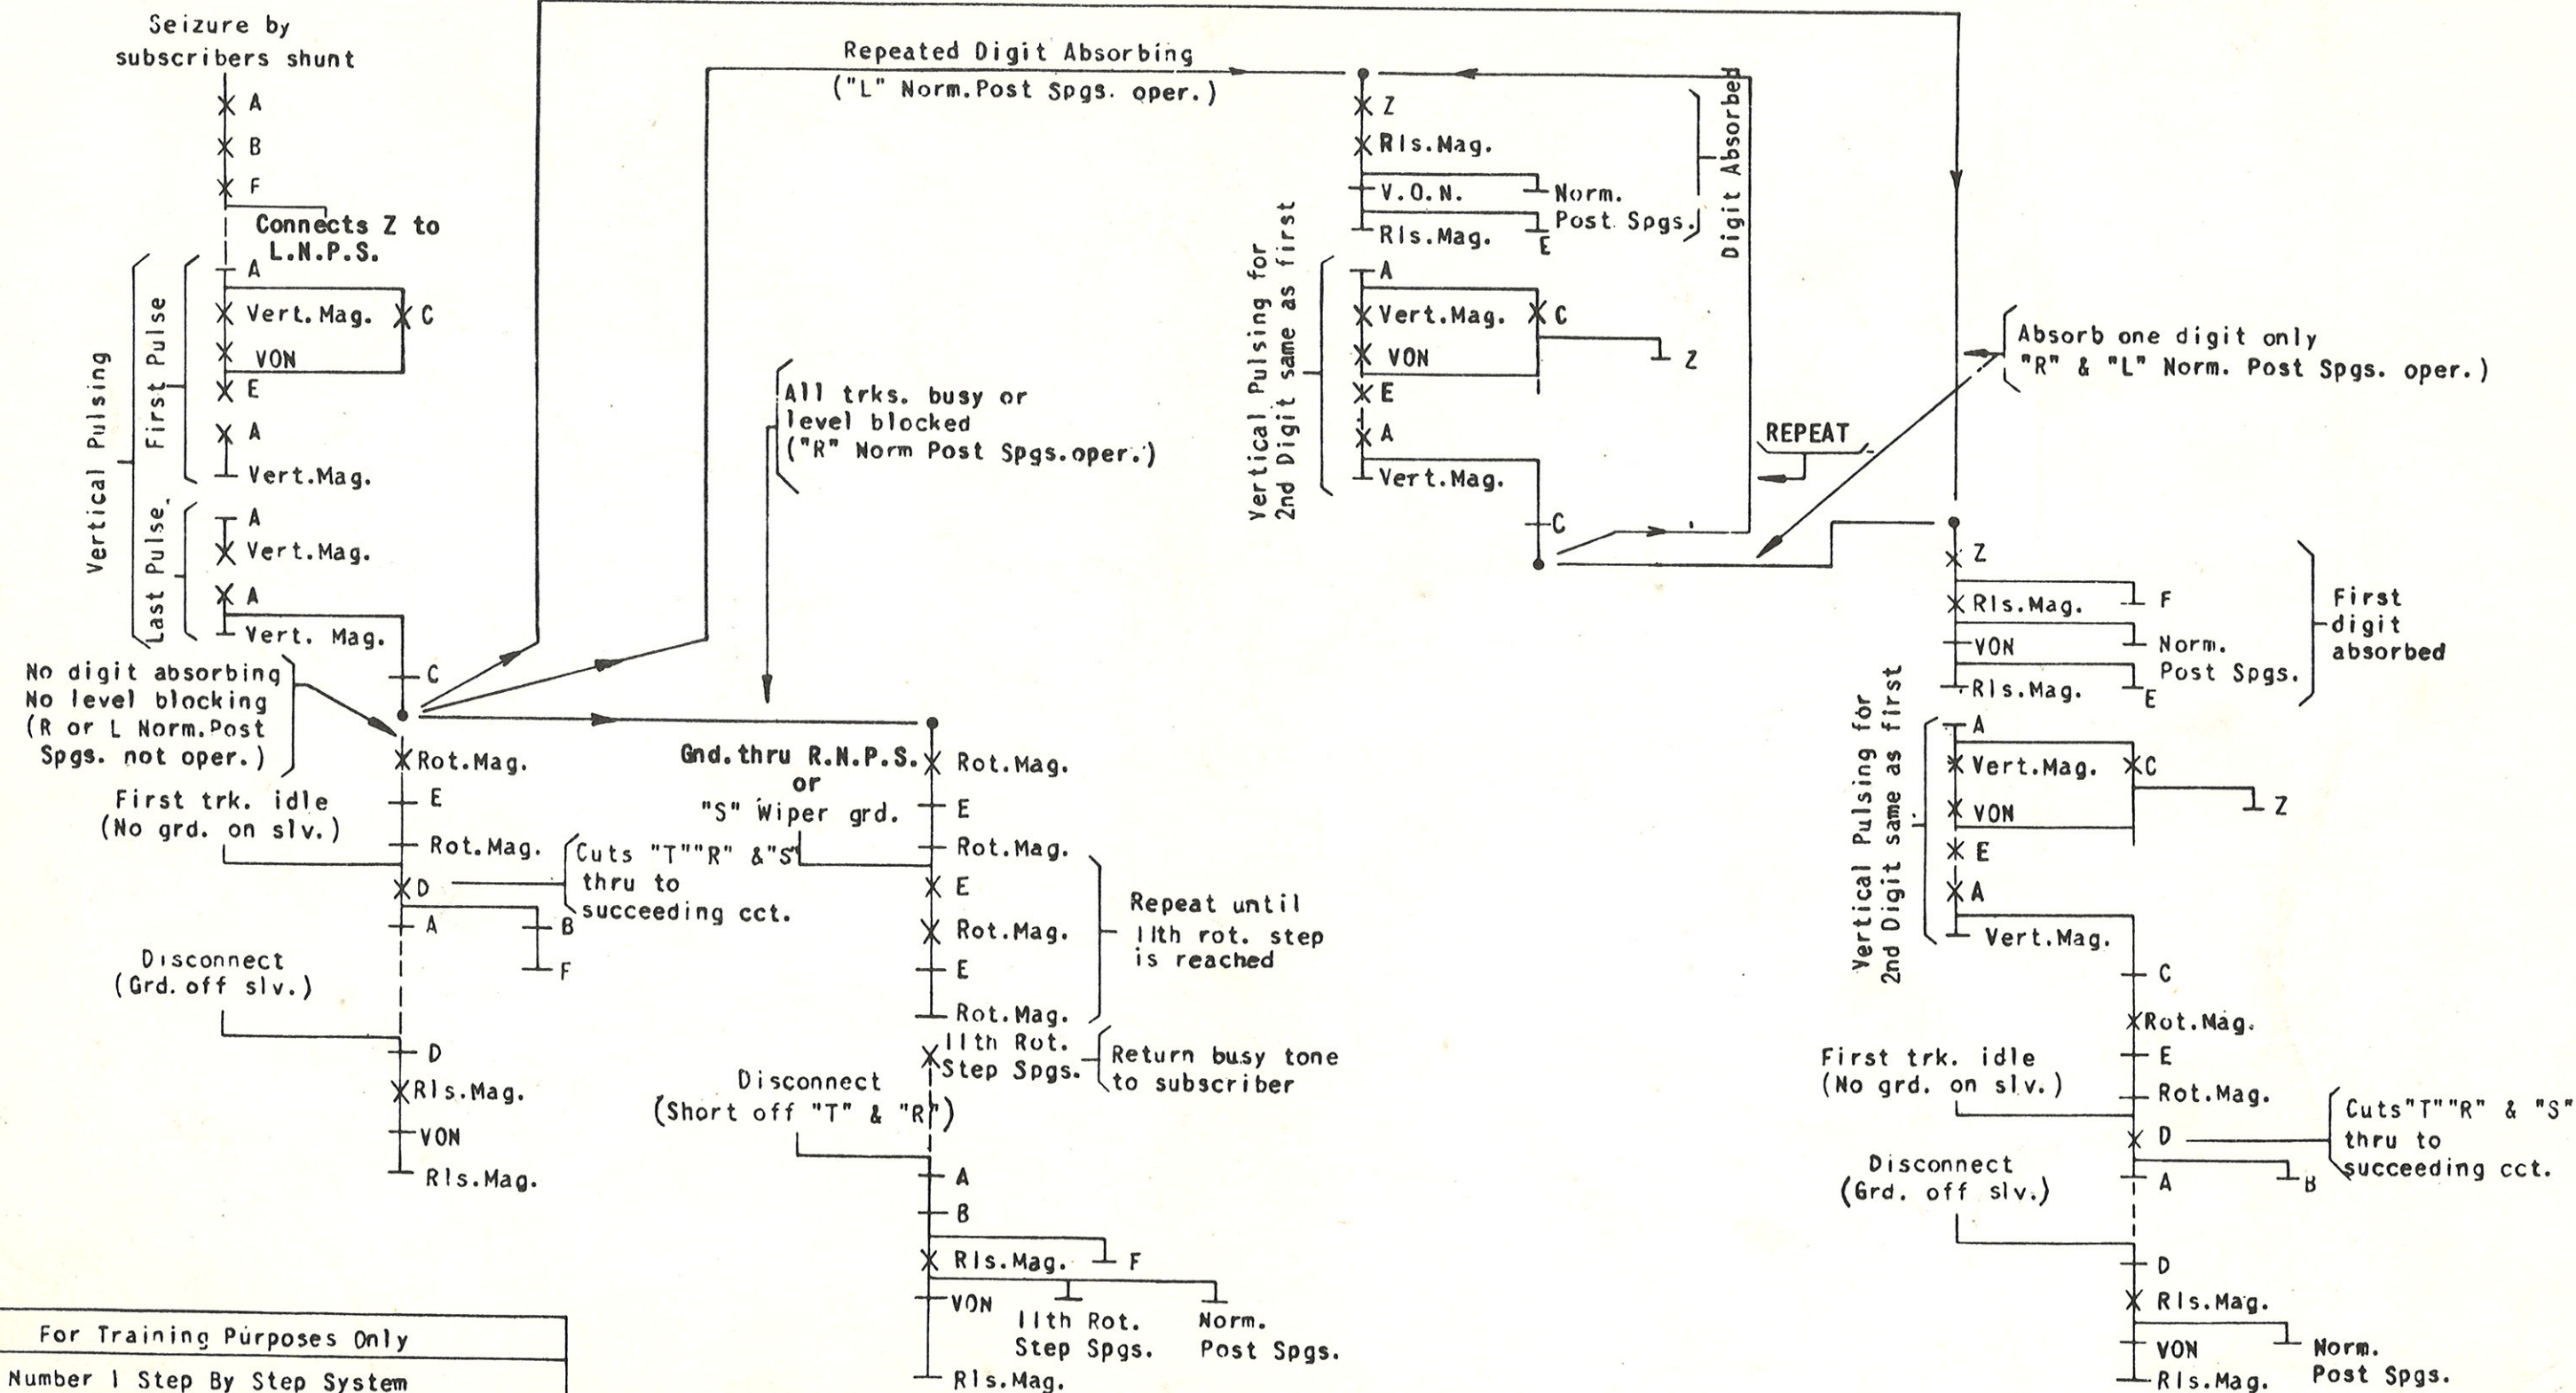 Seizure by
subscribers shunt
A
B
F
Connects Z to
L.N.P.S.
Vertical Pulsing
First Pulse
A
Vert.Mag.
C
VON
E
A
Vert.Mag.
Last Pulse.
A
Vert.Mag.
A
Vert. Mag.
C
No digit absorbing
No level blocking
(R or L Norm.Post
Spgs. not oper.)
Rot.Mag.
First trk. idle
(No grd. on slv.)
E
Rot.Mag.
D
Cuts "T""R" &"S"
thru to
succeeding cct.
A
B
F
Disconnect
(Grd.off slv.)
D
Rls.Mag.
VON
Rls.Mag.
All trks. busy or
level blocked
("R" Norm Post Spgs.oper.)
Gnd.thru R.N.P.S.
or
"S" Wiper grd.
Rot.Mag.
E
Rot.Mag.
E
Rot.Mag.
E
Rot.Mag.
Repeat until
11th rot. step
is reached
11th Rot.
Step Spgs.
Return busy tone
to subscriber
Disconnect
(Short off "T" & "R")
A
B
Rls.Mag.
F
VON
11th Rot.
Step Spgs.
Norm.
Post Spgs.
Rls.Mag.
Repeated Digit Absorbing
("L" Norm.Post Spgs. oper.)
Z
Rls.Mag.
V.O.N.
Norm.
Post Spgs.
Rls.Mag.
E
Digit Absorbed
Vertical Pulsing for
2nd Digit same as first
A
Vert.Mag.
C
VON
Z
E
A
Vert.Mag.
C
REPEAT
Absorb one digit only
"R" & "L" Norm. Post Spgs. oper.)
Z
Rls.Mag.
F
VON
Norm.
Post Spgs.
Rls.Mag.
E
First
digit
absorbed
Vertical Pulsing for
2nd Digit same as first
A
Vert.Mag.
C
VON
Z
E
A
Vert.Mag.
C
Rot.Mag.
First trk. idle
(No grd. on slv.)
E
Rot.Mag.
D
Cuts"T""R" & "S"
thru to
succeeding cct.
A
B
Disconnect
(Grd. off slv.)
D
Rls.Mag.
VON
Norm.
Post Spgs.
Rls.Mag.
For Training Purposes Only
Number 1 Step By Step System